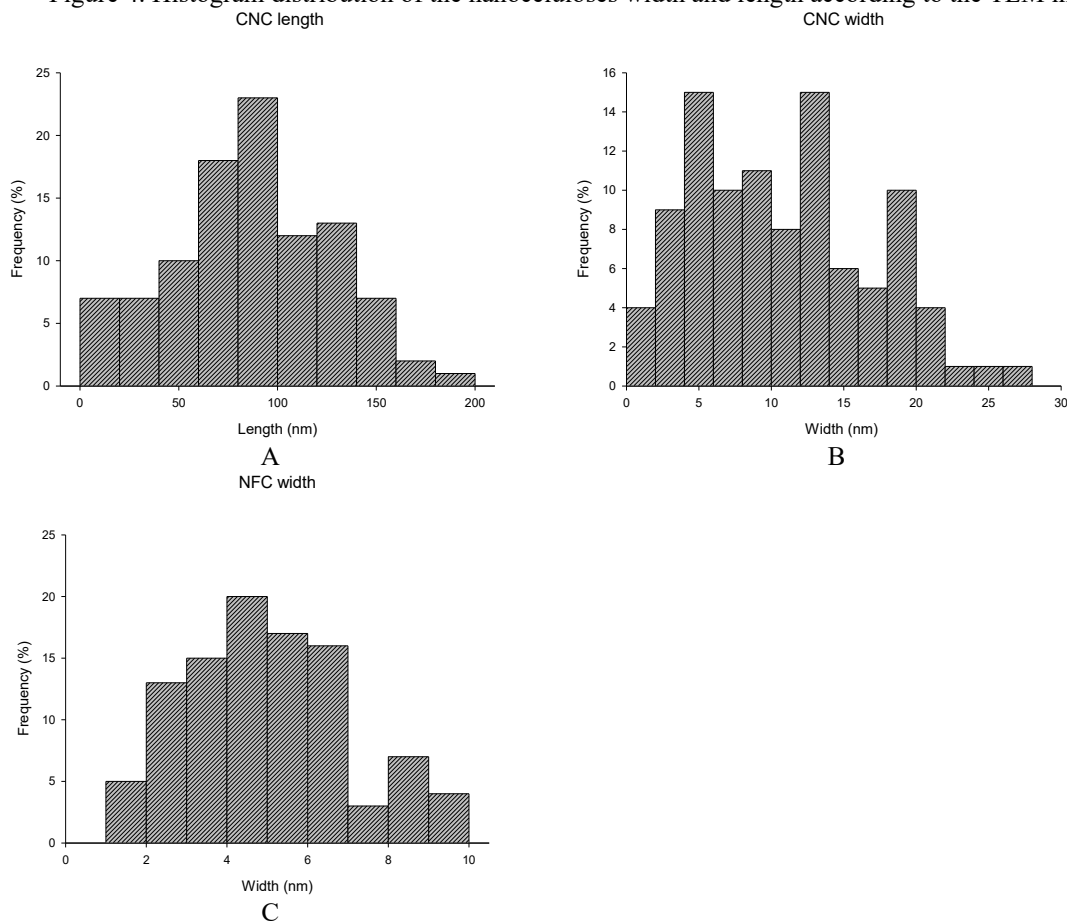 Figure 4. Histogram distribution of the nanoceluloses width and length according to the TEM
CNC length
25
20
15
10
5
0
Frequency (%)
0 50 100 150 200
Length (nm)
A
CNC width
16
14
12
10
8
6
4
2
0
Frequency (%)
0 5 10 15 20 25 30
Width (nm)
B
NFC width
25
20
15
10
5
0
Frequency (%)
0 2 4 6 8 10
Width (nm)
C